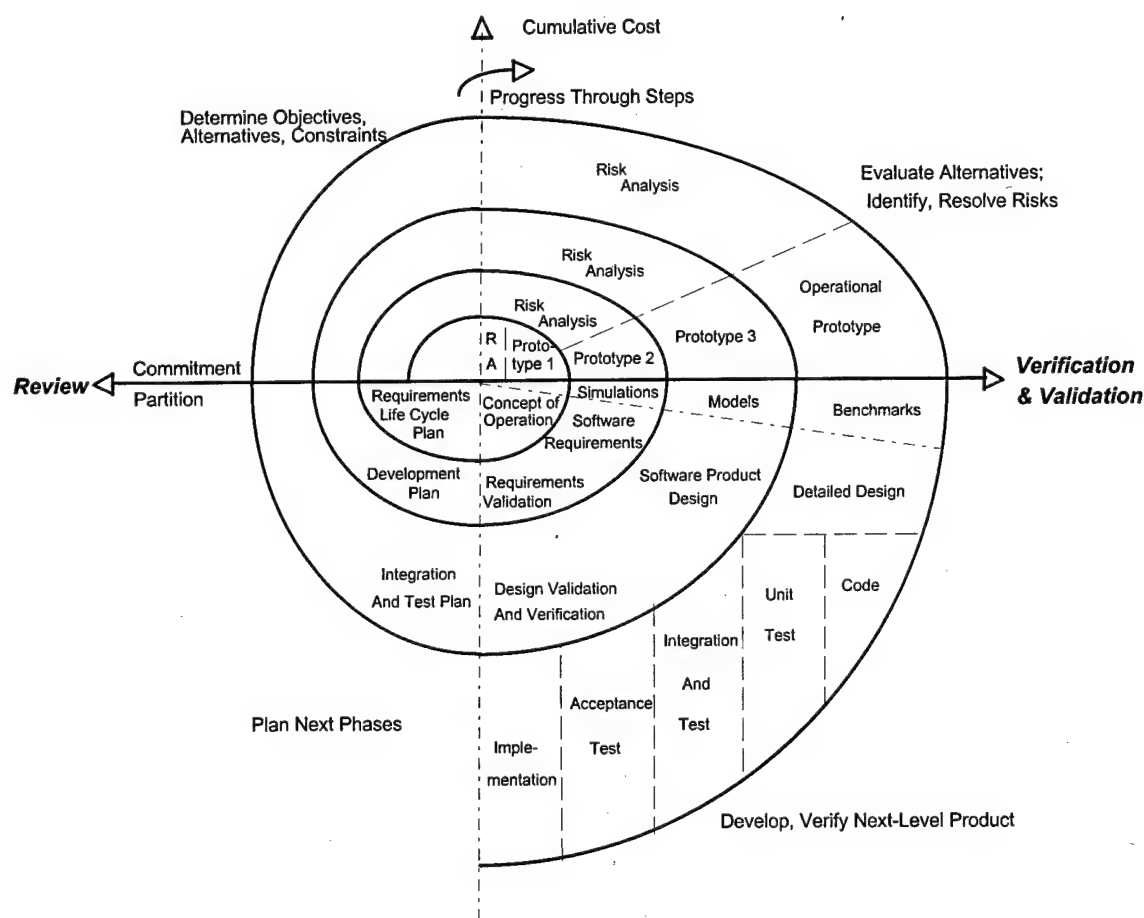 Cumulative Cost
Progress Through Steps
Determine Objectives,
Alternatives, Constraints
Evaluate Alternatives;
Identify, Resolve Risks
Risk
Analysis
Risk
Analysis
Risk
Analysis
R
A
Proto-
type 1
Prototype 2
Prototype 3
Operational
Prototype
Review
Commitment
Partition
Verification
& Validation
Requirements
Life Cycle
Plan
Concept of
Operation
Simulations
Software
Requirements
Models
Benchmarks
Development
Plan
Requirements
Validation
Software Product
Design
Detailed Design
Integration
And Test Plan
Design Validation
And Verification
Code
Unit
Test
Integration
And
Test
Acceptance
Test
Imple-
mentation
Plan Next Phases
Develop, Verify Next-Level Product